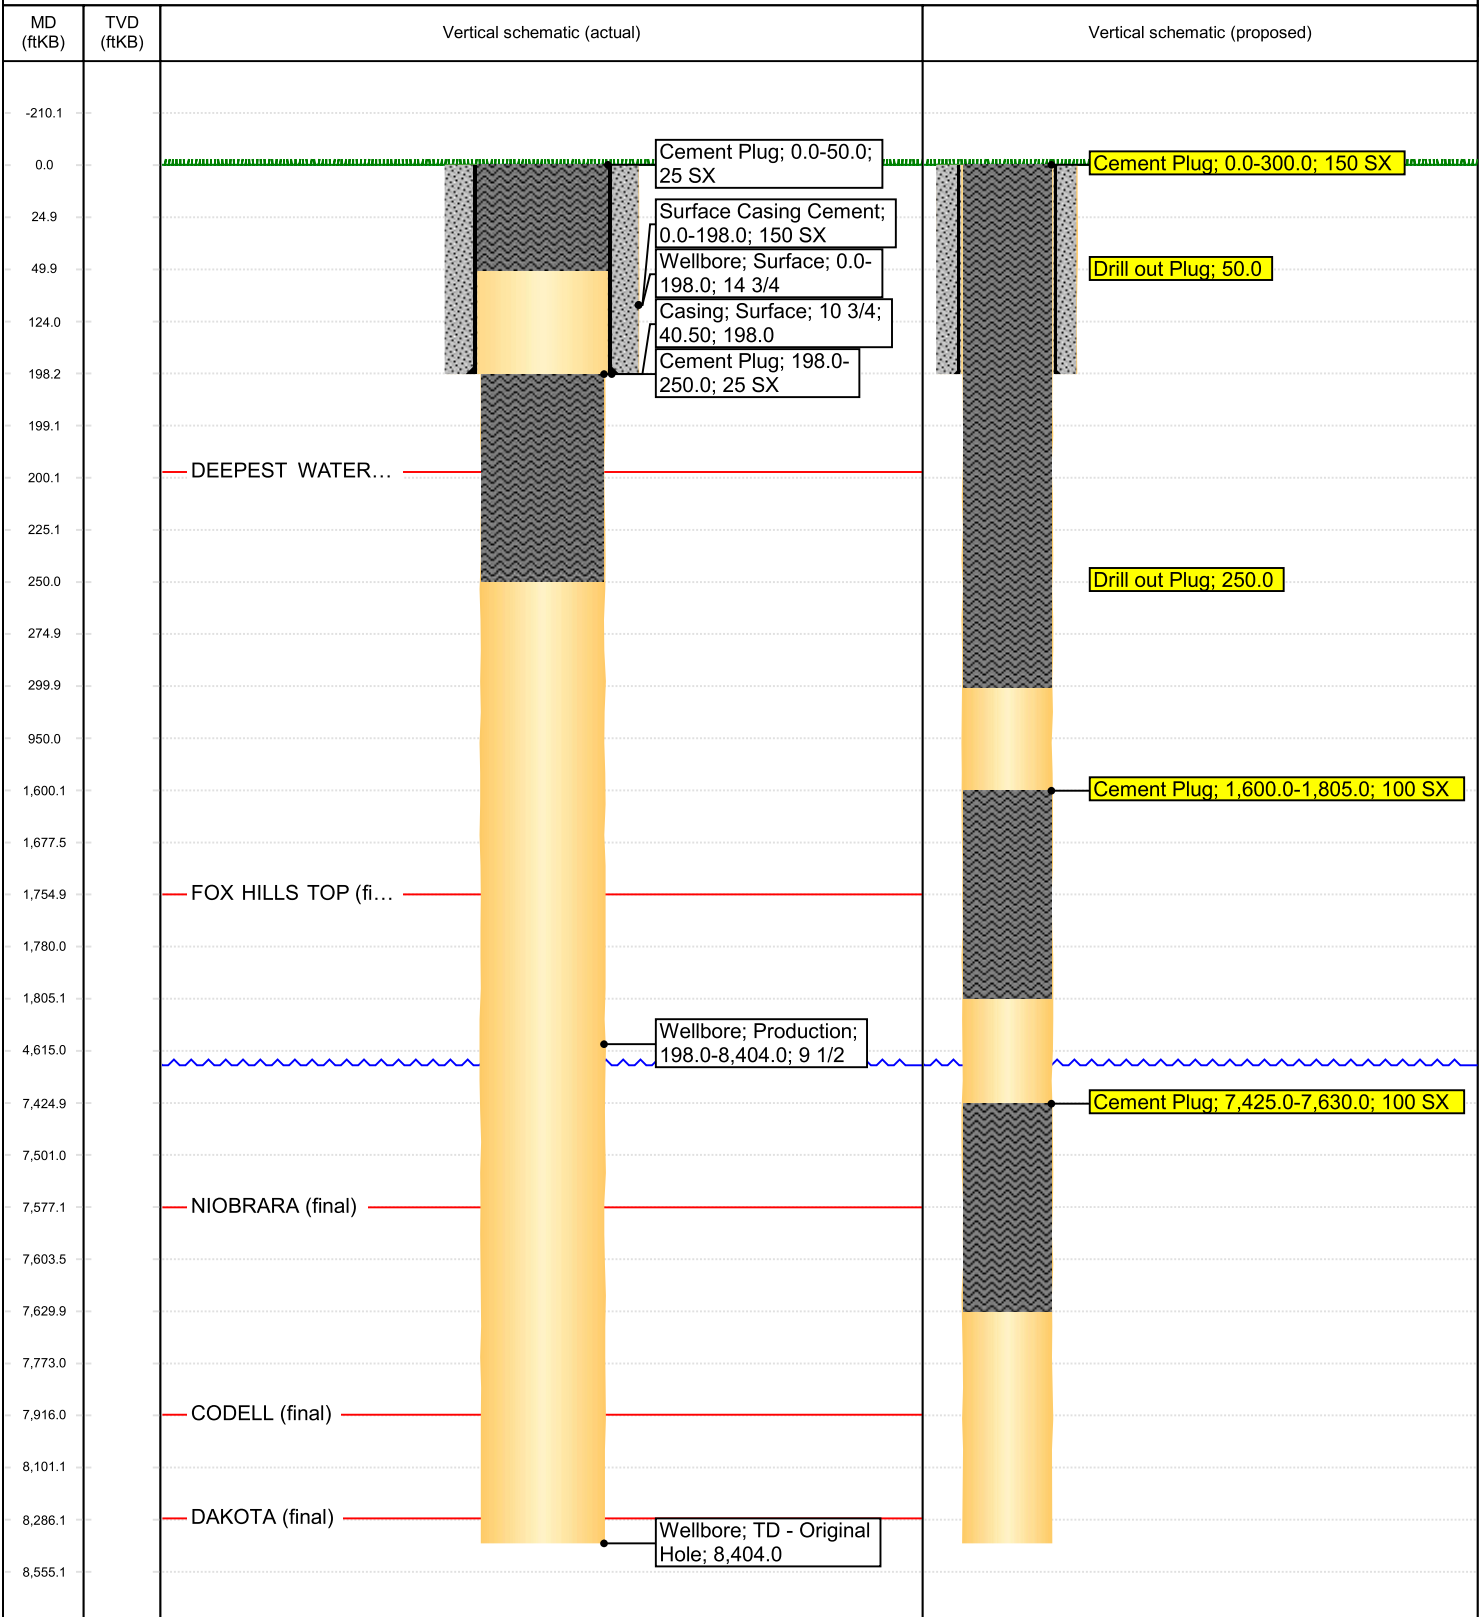 MD
(ftKB)
TVD
(ftKB)
Vertical schematic (actual)
Vertical schematic (proposed)
-210.1
0.0
24.9
49.9
124.0
198.2
199.1
200.1
225.1
250.0
274.9
299.9
950.0
1,600.1
1,677.5
1,754.9
1,780.0
1,805.1
4,615.0
7,424.9
7,501.0
7,577.1
7,603.5
7,629.9
7,773.0
7,916.0
8,101.1
8,286.1
8,555.1
DEEPEST WATER…
FOX HILLS TOP (fi…
NIOBRARA (final)
CODELL (final)
DAKOTA (final)
Cement Plug; 0.0-50.0;
25 SX
Surface Casing Cement;
0.0-198.0; 150 SX
Wellbore; Surface; 0.0-
198.0; 14 3/4
Casing; Surface; 10 3/4;
40.50; 198.0
Cement Plug; 198.0-
250.0; 25 SX
Wellbore; Production;
198.0-8,404.0; 9 1/2
Wellbore; TD - Original
Hole; 8,404.0
Cement Plug; 0.0-300.0; 150 SX
Drill out Plug; 50.0
Drill out Plug; 250.0
Cement Plug; 1,600.0-1,805.0; 100 SX
Cement Plug; 7,425.0-7,630.0; 100 SX